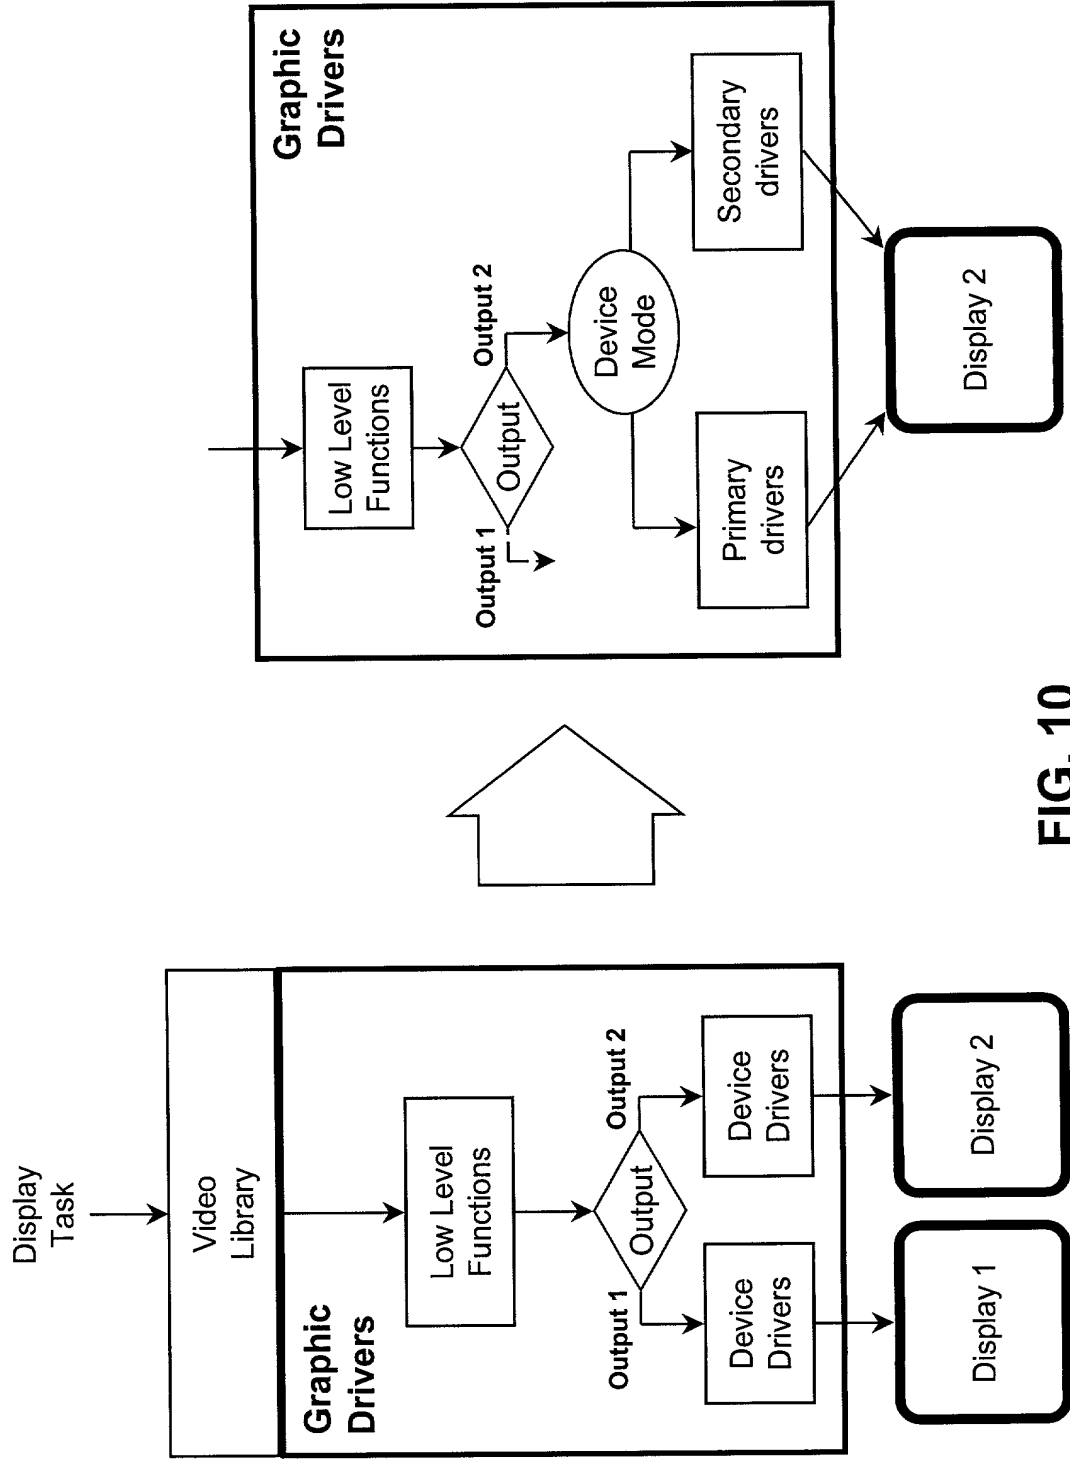 Display
Task
Video
Library
Graphic
Drivers
Low Level
Functions
Output
Output 1
Output 2
Device
Drivers
Device
Drivers
Display 1
Display 2
Graphic
Drivers
Low Level
Functions
Output
Output 1
Output 2
Device
Mode
Primary
drivers
Secondary
drivers
Display 2
FIG. 10